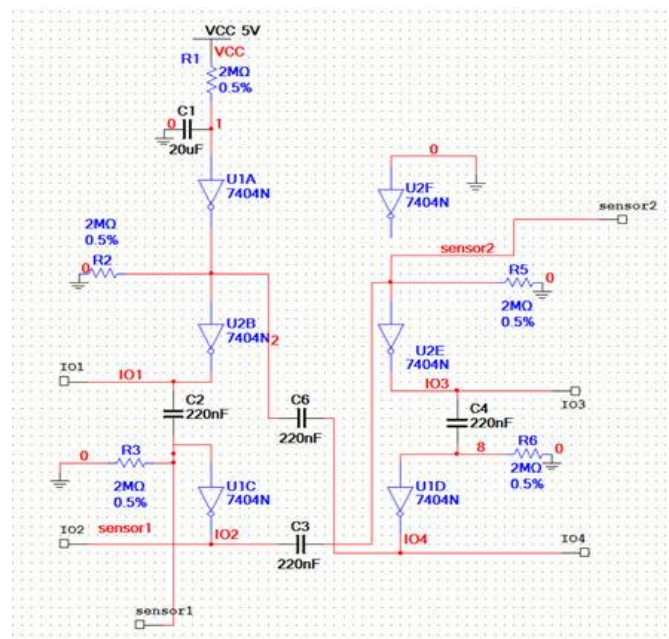 VCC 5V
VCC
R1
2MΩ
0.5%
C1
0
1
20uF
U1A
7404N
0
U2F
7404N
sensor2
2MΩ
0.5%
R2
0
sensor2
R5
0
2MΩ
0.5%
U2B
7404N
2
U2E
7404N
IO1
IO1
IO3
IO3
C2
220nF
C6
220nF
C4
220nF
R3
0
2MΩ
0.5%
8
R6
0
2MΩ
0.5%
U1C
7404N
U1D
7404N
IO2
sensor1
IO2
C3
220nF
IO4
IO4
sensor1